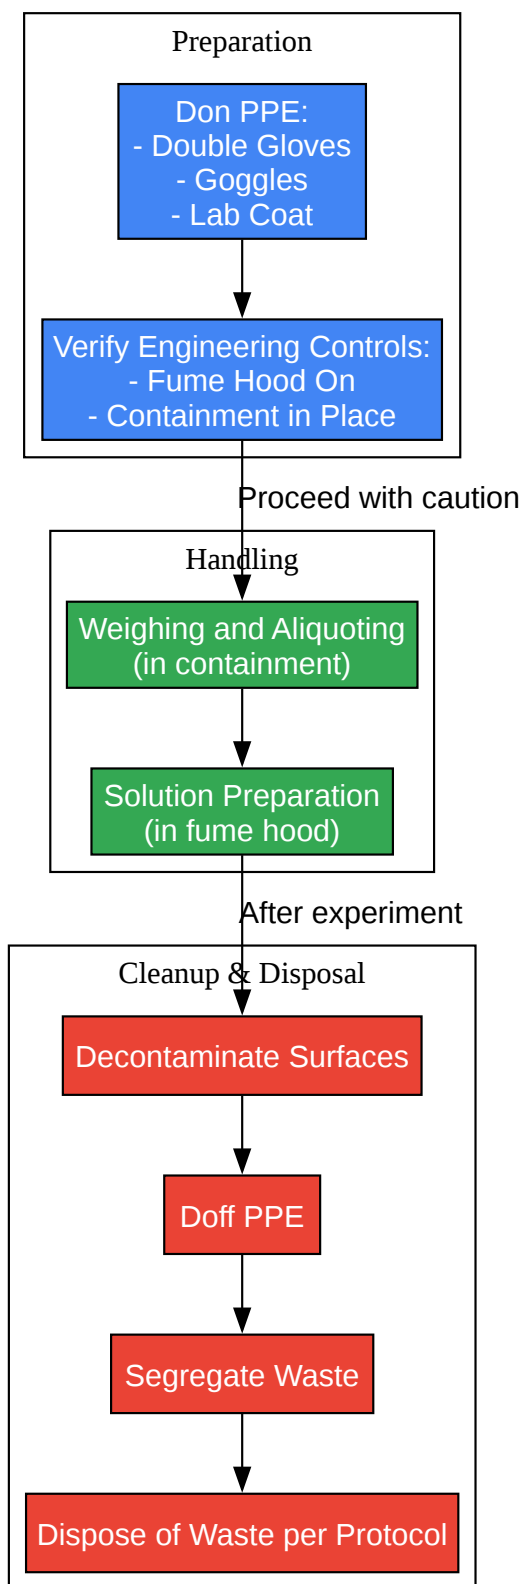 Preparation
Don PPE:
- Double Gloves
- Goggles
- Lab Coat
Verify Engineering Controls:
- Fume Hood On
- Containment in Place
Proceed with caution
Handling
Weighing and Aliquoting
(in containment)
Solution Preparation
(in fume hood)
After experiment
Cleanup & Disposal
Decontaminate Surfaces
Doff PPE
Segregate Waste
Dispose of Waste per Protocol